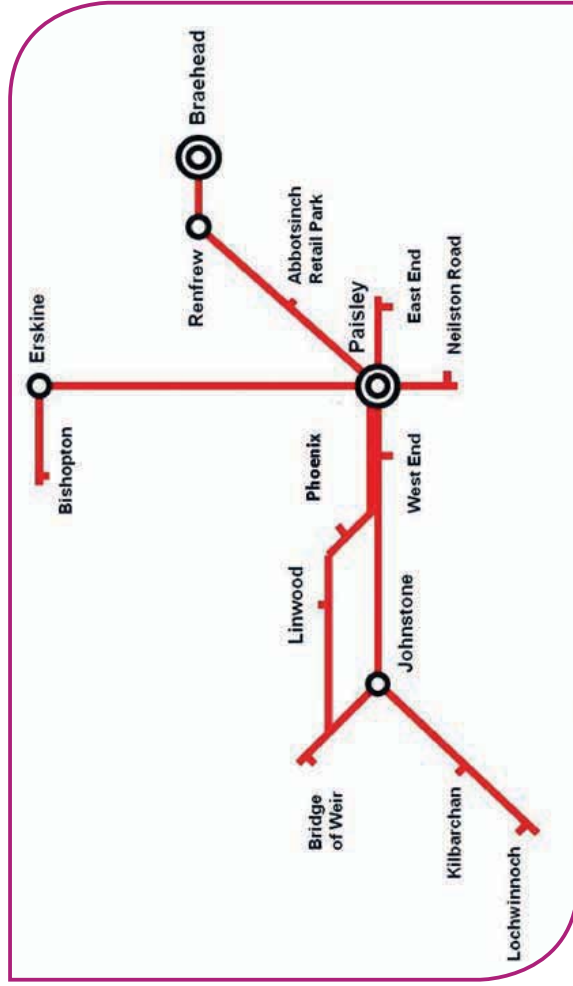 Erskine
Bishopton
Braehead
Renfrew
Abbotsinch
Retail Park
Paisley
East End
Neilston Road
Phoenix
West End
Linwood
Johnstone
Bridge
of Weir
Kilbarchan
Lochwinnoch